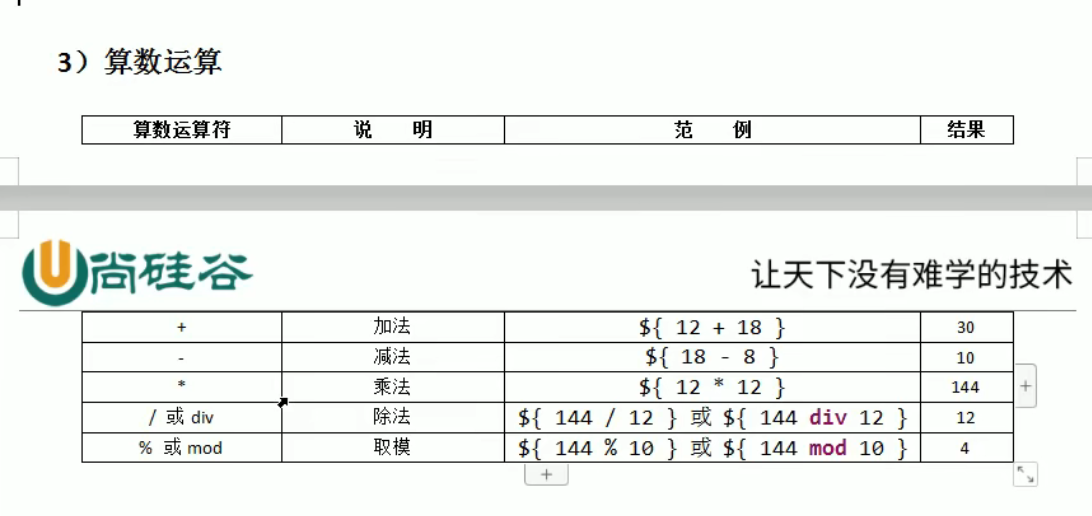 3）算数运算
算数运算符 说 明 范 例 结果
尚硅谷 让天下没有难学的技术
+ 加法 ${ 12 + 18 } 30
- 减法 ${ 18 - 8 } 10
* 乘法 ${ 12 * 12 } 144
/ 或 div 除法 ${ 144 / 12 } 或 ${ 144 div 12 } 12
% 或 mod 取模 ${ 144 % 10 } 或 ${ 144 mod 10 } 4